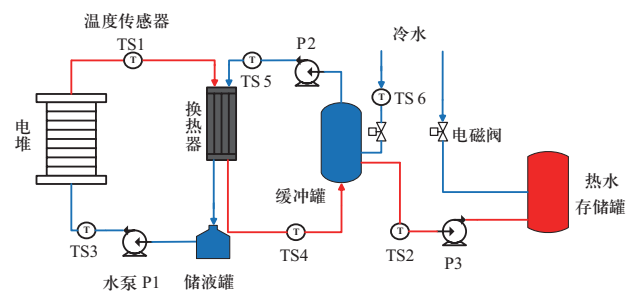 温度传感器
TS1
T
P2
冷水
TS 5
T
T
TS 6
换热器
电堆
电磁阀
热水
存储罐
缓冲罐
T
TS3
T
TS4
T
TS2
P3
水泵 P1
储液罐